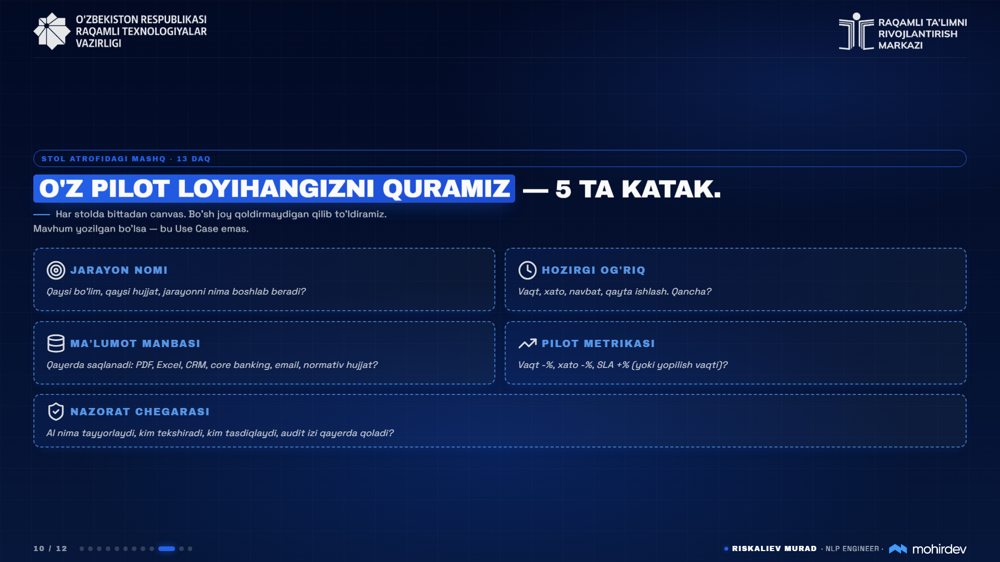 O'ZBEKISTON RESPUBLIKASI
RAQAMLI TEXNOLOGIYALAR
VAZIRLIGI
RAQAMLI TA’LIMNI
RIVOJLANTIRISH
MARKAZI
STOL ATROFIDAGI MASHQ · 13 DAQ
O'Z PILOT LOYIHANGIZNI QURAMIZ — 5 TA KATAK.
Har stolda bittadan canvas. Bo’sh joy qoldirmaydigan qilib to’ldiramiz.
Mavhum yozilgan bo’lsa — bu Use Case emas.
JARAYON NOMI
Qaysi bo’lim, qaysi hujjat, jarayonni nima boshlab beradi?
HOZIRGI OG'RIQ
Vaqt, xato, navbat, qayta ishlash. Qancha?
MA'LUMOT MANBASI
Qayerda saqlanadi: PDF, Excel, CRM, core banking, email, normativ hujjat?
PILOT METRIKASI
Vaqt -%, xato -%, SLA +% (yoki yopilish vaqti)?
NAZORAT CHEGARASI
AI nima tayyorlaydi, kim tekshiradi, kim tasdiqlaydi, audit izi qayerda qoladi?
10 / 12
RISKALIEV MURAD · NLP ENGINEER · mohirdev